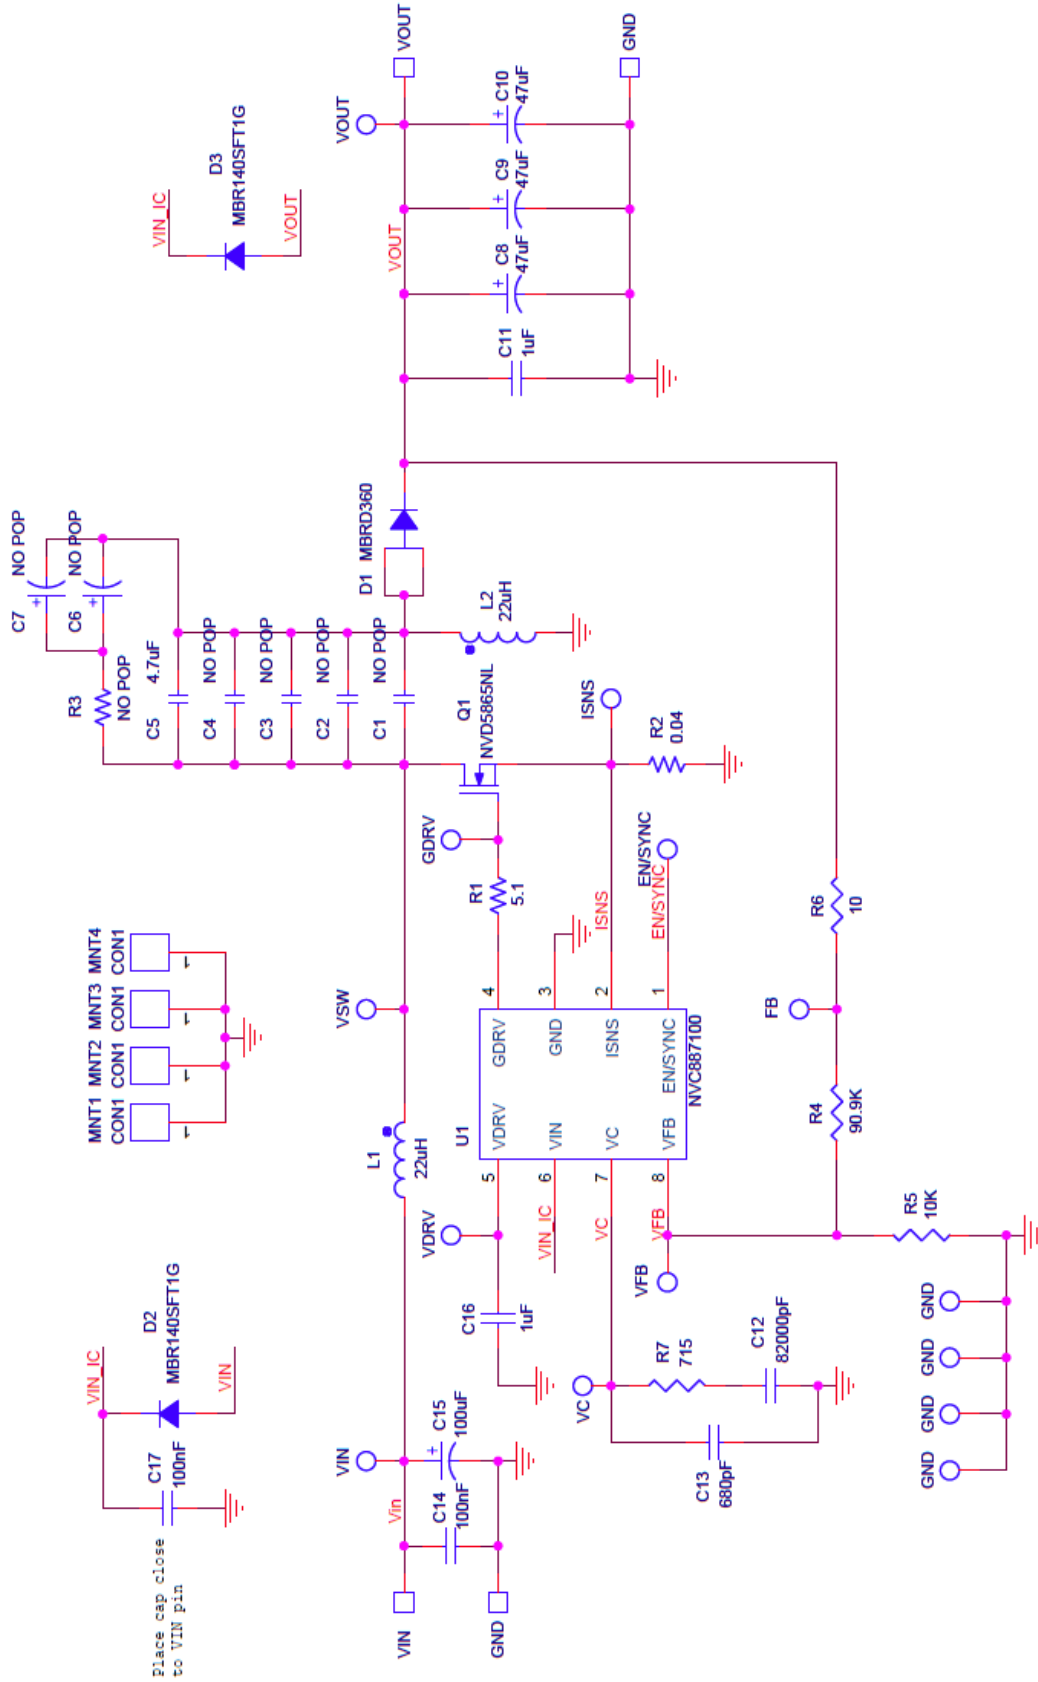 Place cap close
to VIN pin
C17
100nF
VIN_IC
D2
MBR140SFT1G
VIN
MNT1
CON1
1
MNT2
CON1
1
MNT3
CON1
1
MNT4
CON1
1
R3
NO POP
C7
NO POP
C6
NO POP
C5
4.7uF
C4
NO POP
C3
NO POP
C2
NO POP
C1
NO POP
VIN_IC
D3
MBR140SFT1G
VOUT
VIN
GND
Vin
C14
100nF
VIN
C15
100uF
L1
22uH
VSW
D1
MBRD360
L2
22uH
VOUT
VOUT
VOUT
C11
1uF
C8
47uF
C9
47uF
C10
47uF
GND
VDRV
C16
1uF
U1
5
VDRV
6
VIN
7
VC
8
VFB
GDRV
4
GND
3
ISNS
2
EN/SYNC
1
NVC887100
VIN_IC
VC
VFB
R1
5.1
GDRV
Q1
NVD5865NL
ISNS
ISNS
R2
0.04
EN/SYNC
EN/SYNC
VC
R7
715
C12
82000pF
C13
680pF
VFB
R4
90.9K
FB
R6
10
R5
10K
GND
GND
GND
GND